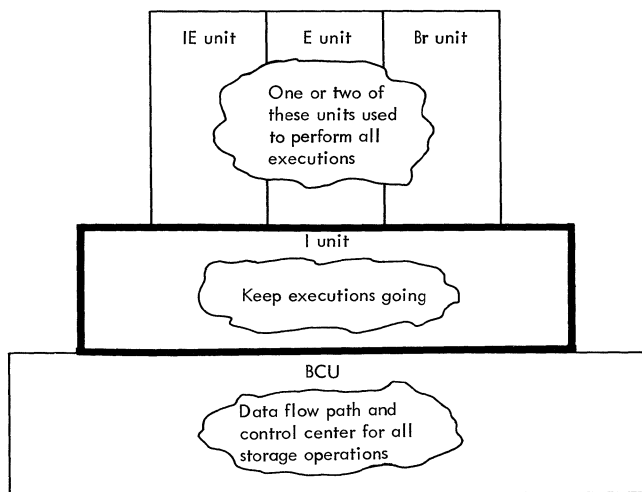 IE unit
E unit
Br unit
One or two of
these units used
to perform all
executions
I unit
Keep executions going
BCU
Data flow path and
control center for all
storage operations